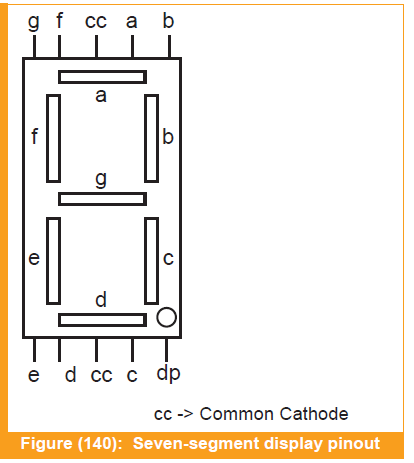 g f cc a b
a
f b
g
e c
d
e d cc c dp
cc -> Common Cathode
Figure (140): Seven-segment display pinout